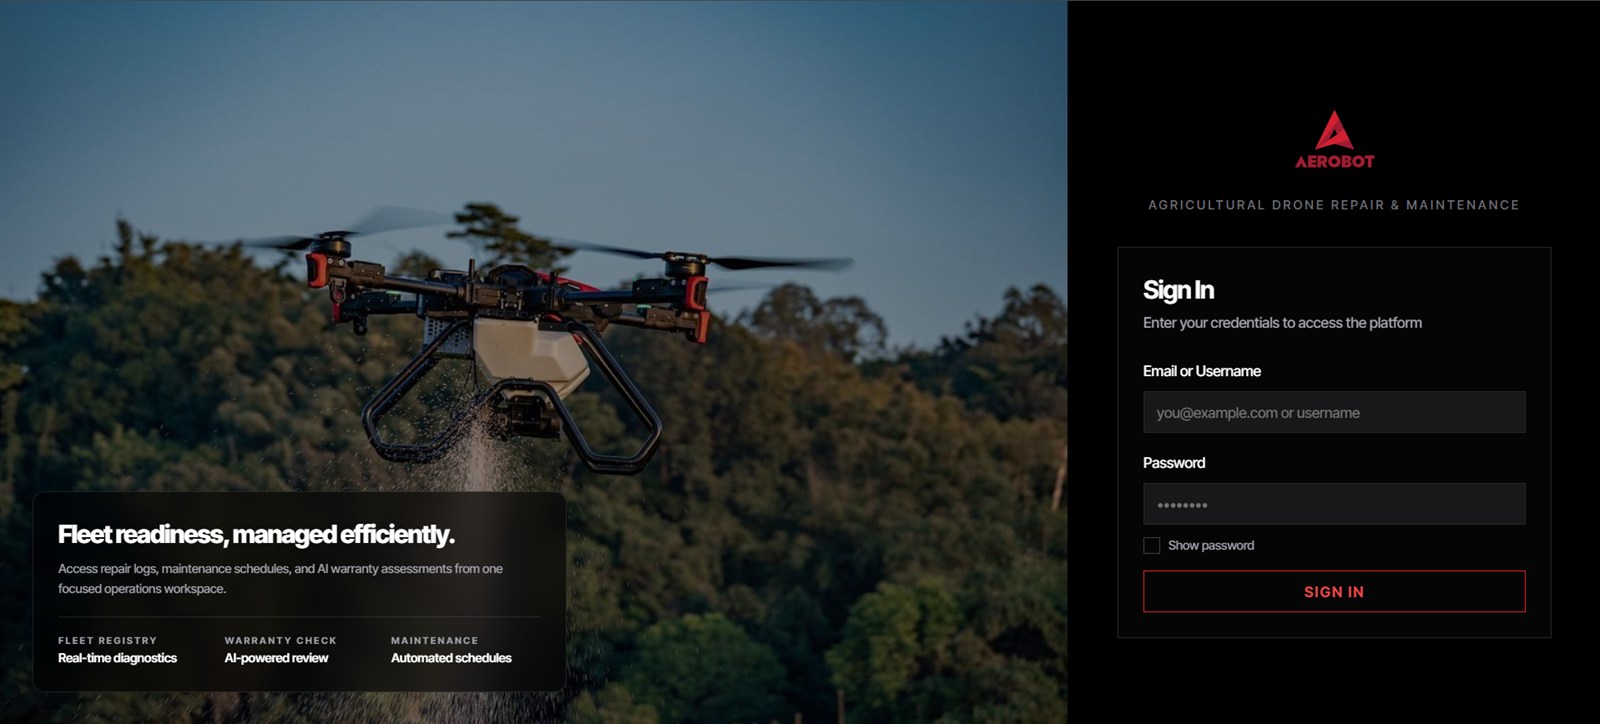 Fleet readiness, managed efficiently.
Access repair logs, maintenance schedules, and AI warranty assessments from one
focused operations workspace.
FLEET REGISTRY
Real-time diagnostics
WARRANTY CHECK
AI-powered review
MAINTENANCE
Automated schedules
AEROBOT
AGRICULTURAL DRONE REPAIR & MAINTENANCE
Sign In
Enter your credentials to access the platform
Email or Username
you@example.com or username
Password
••••••••
Show password
SIGN IN